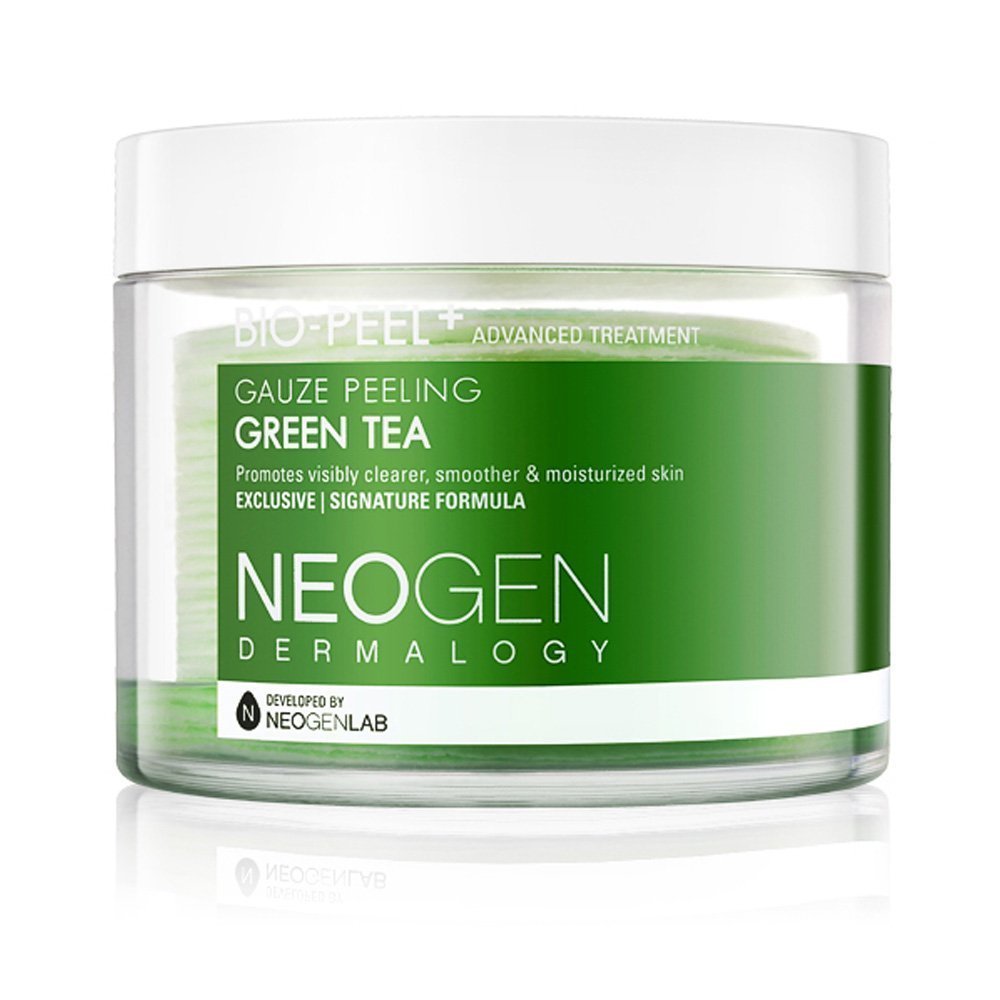 BIO-PEEL+ ADVANCED TREATMENT
GAUZE PEELING
GREEN TEA
Promotes visibly clearer, smoother & moisturized skin
EXCLUSIVE | SIGNATURE FORMULA
NEOGEN
DERMALOGY
N DEVELOPED BY
NEOGENLAB